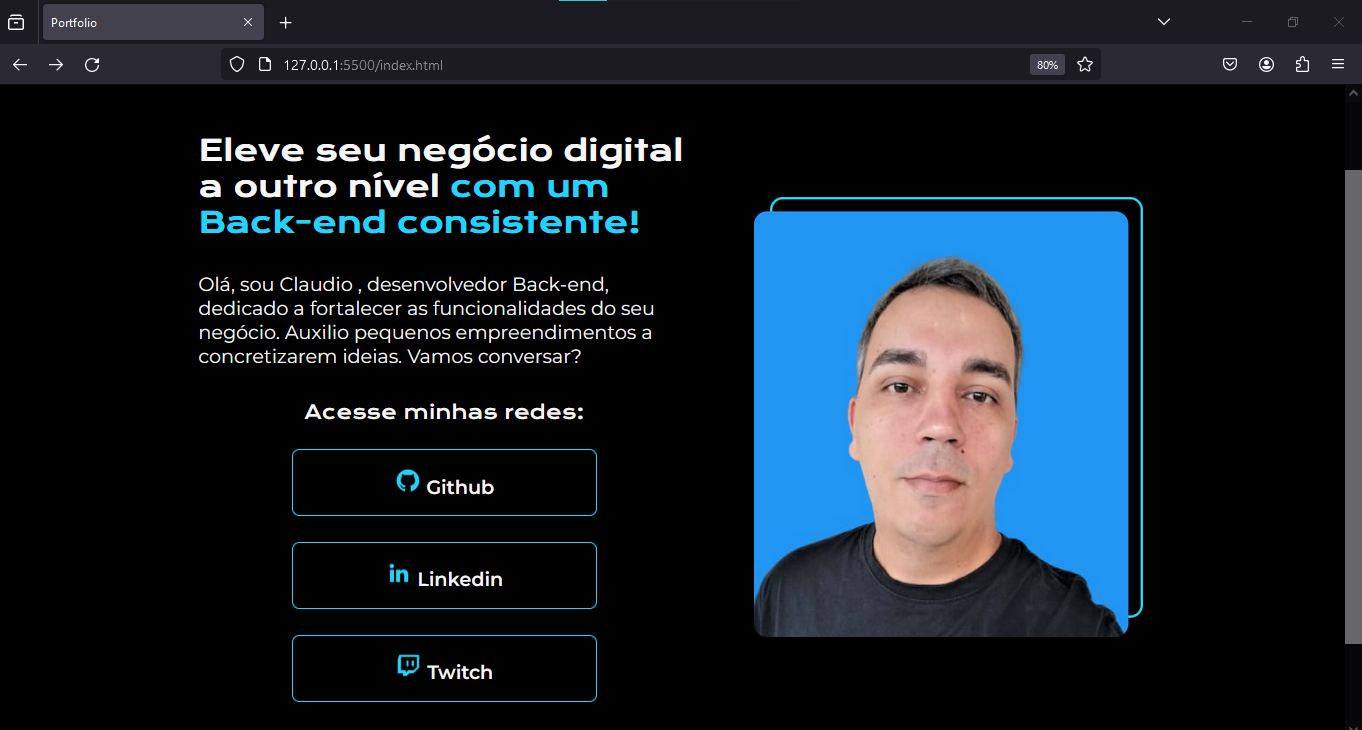 Portfolio
127.0.0.1:5500/index.html
80%
Eleve seu negócio digital
a outro nível com um
Back-end consistente!
Olá, sou Claudio , desenvolvedor Back-end,
dedicado a fortalecer as funcionalidades do seu
negócio. Auxilio pequenos empreendimentos a
concretizarem ideias. Vamos conversar?
Acesse minhas redes:
Github
in Linkedin
Twitch